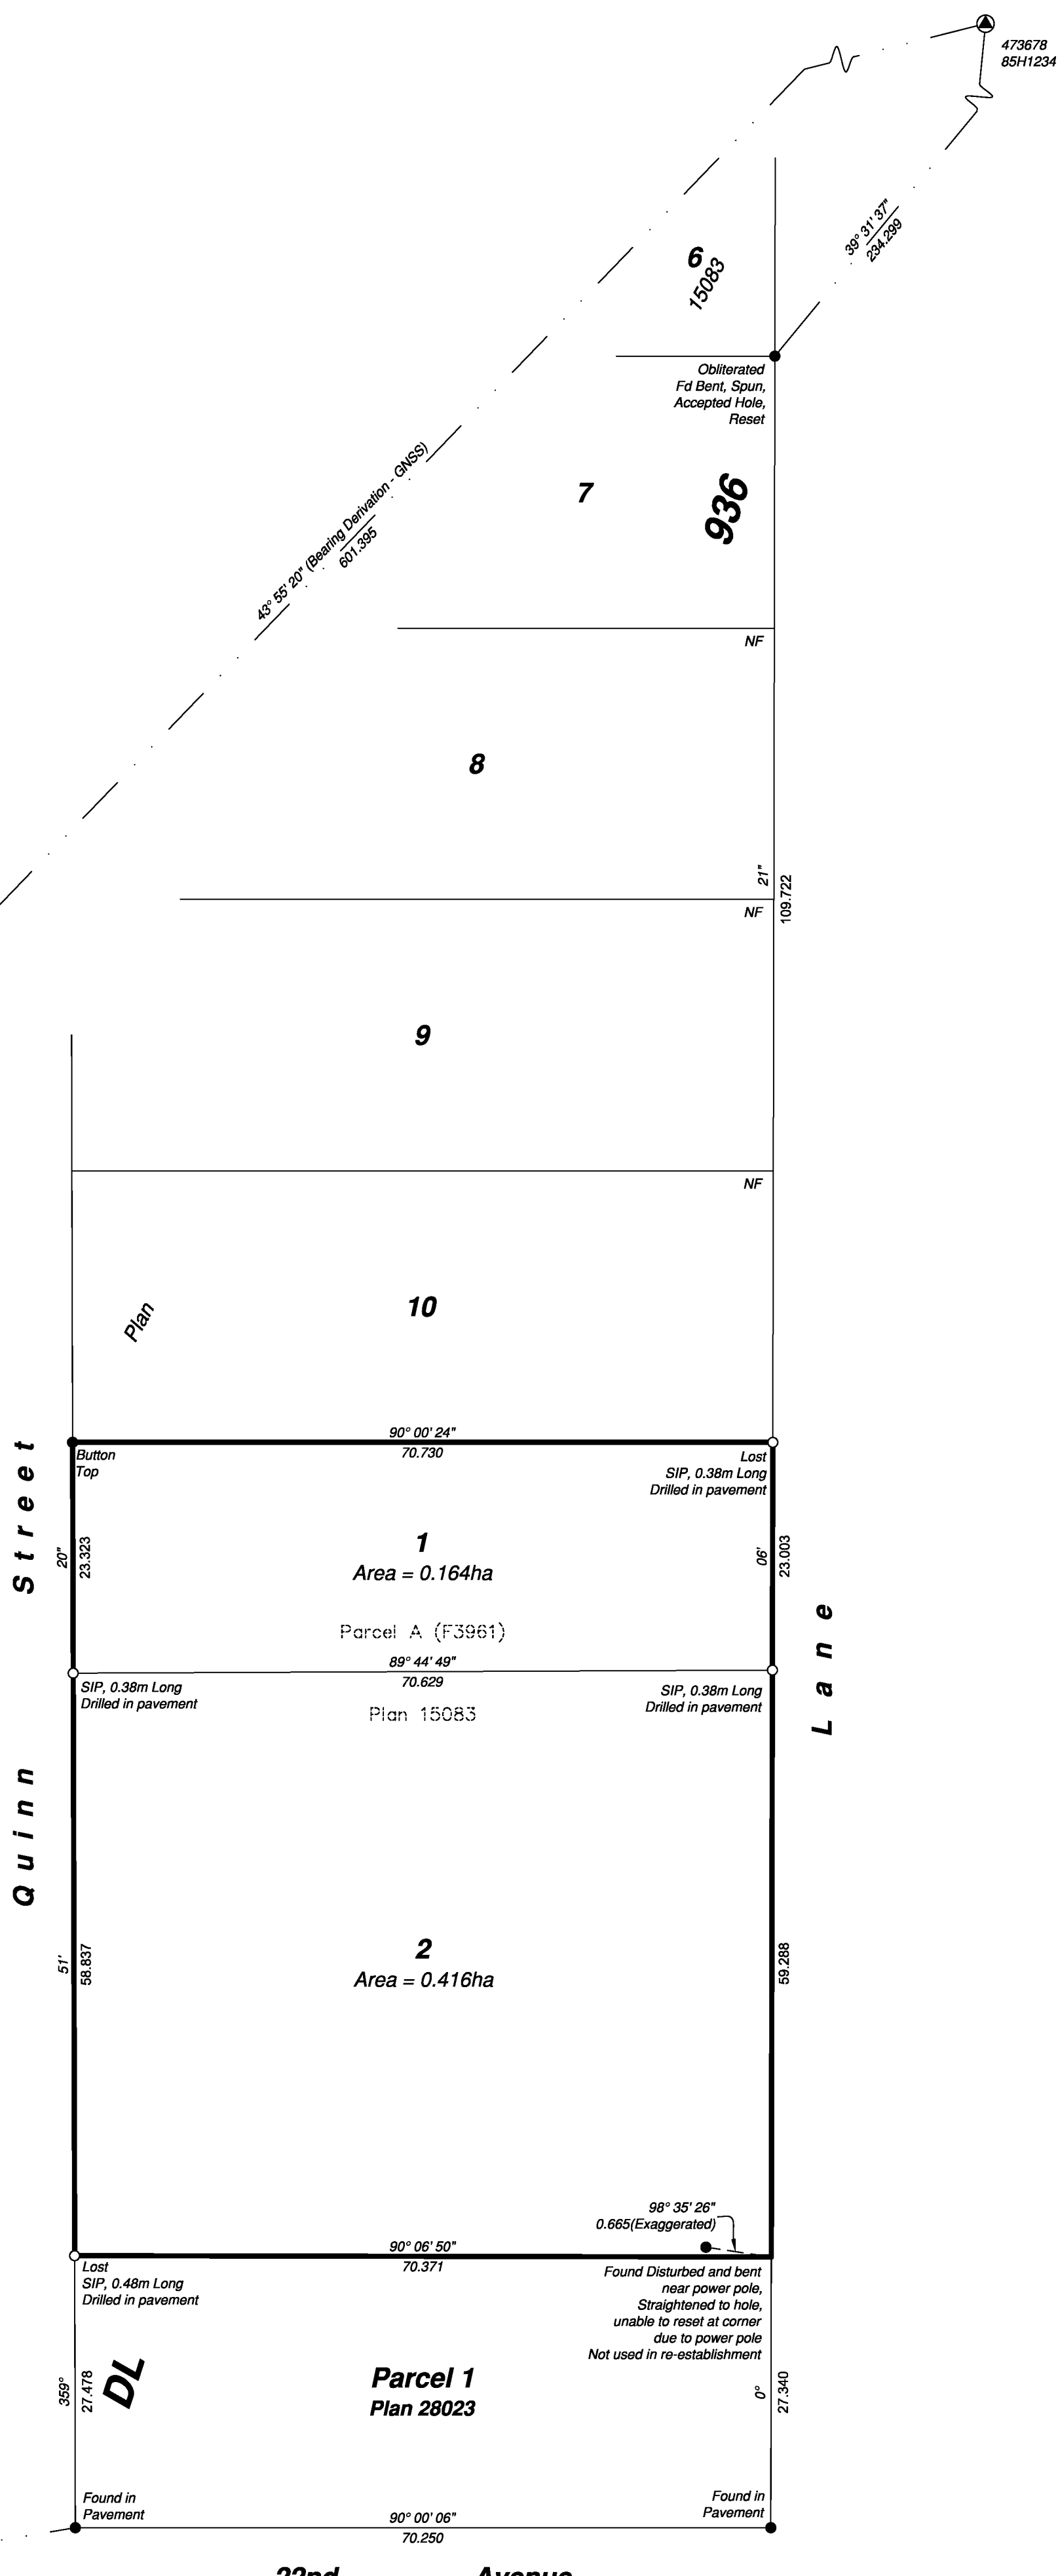 473678
85H1234
39° 31' 37"
234.299
6
15083
Obliterated
Fd Bent, Spun,
Accepted Hole,
Reset
43° 55' 20" (Bearing Derivation - GNSS)
601.395
7
936
NF
8
21"
109.722
NF
9
NF
10
Plan
90° 00' 24"
70.730
Button
Top
Lost
SIP, 0.38m Long
Drilled in pavement
20"
23.323
1
Area = 0.164ha
06'
23.003
Parcel A (F3961)
89° 44' 49"
70.629
SIP, 0.38m Long
Drilled in pavement
Plan 15083
SIP, 0.38m Long
Drilled in pavement
Quinn Street
Lane
51'
58.837
2
Area = 0.416ha
59.288
98° 35' 26"
0.665(Exaggerated)
90° 06' 50"
70.371
Lost
SIP, 0.48m Long
Drilled in pavement
Found Disturbed and bent
near power pole,
Straightened to hole,
unable to reset at corner
due to power pole
Not used in re-establishment
359°
27.478
DL
Parcel 1
Plan 28023
0°
27.340
Found in
Pavement
Found in
Pavement
90° 00' 06"
70.250
22nd Avenue